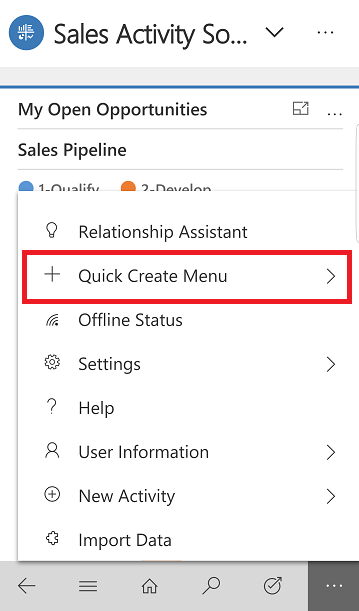 Sales Activity So...
My Open Opportunities
Sales Pipeline
1-Qualify 2-Develop
Relationship Assistant
Quick Create Menu
Offline Status
Settings
Help
User Information
New Activity
Import Data